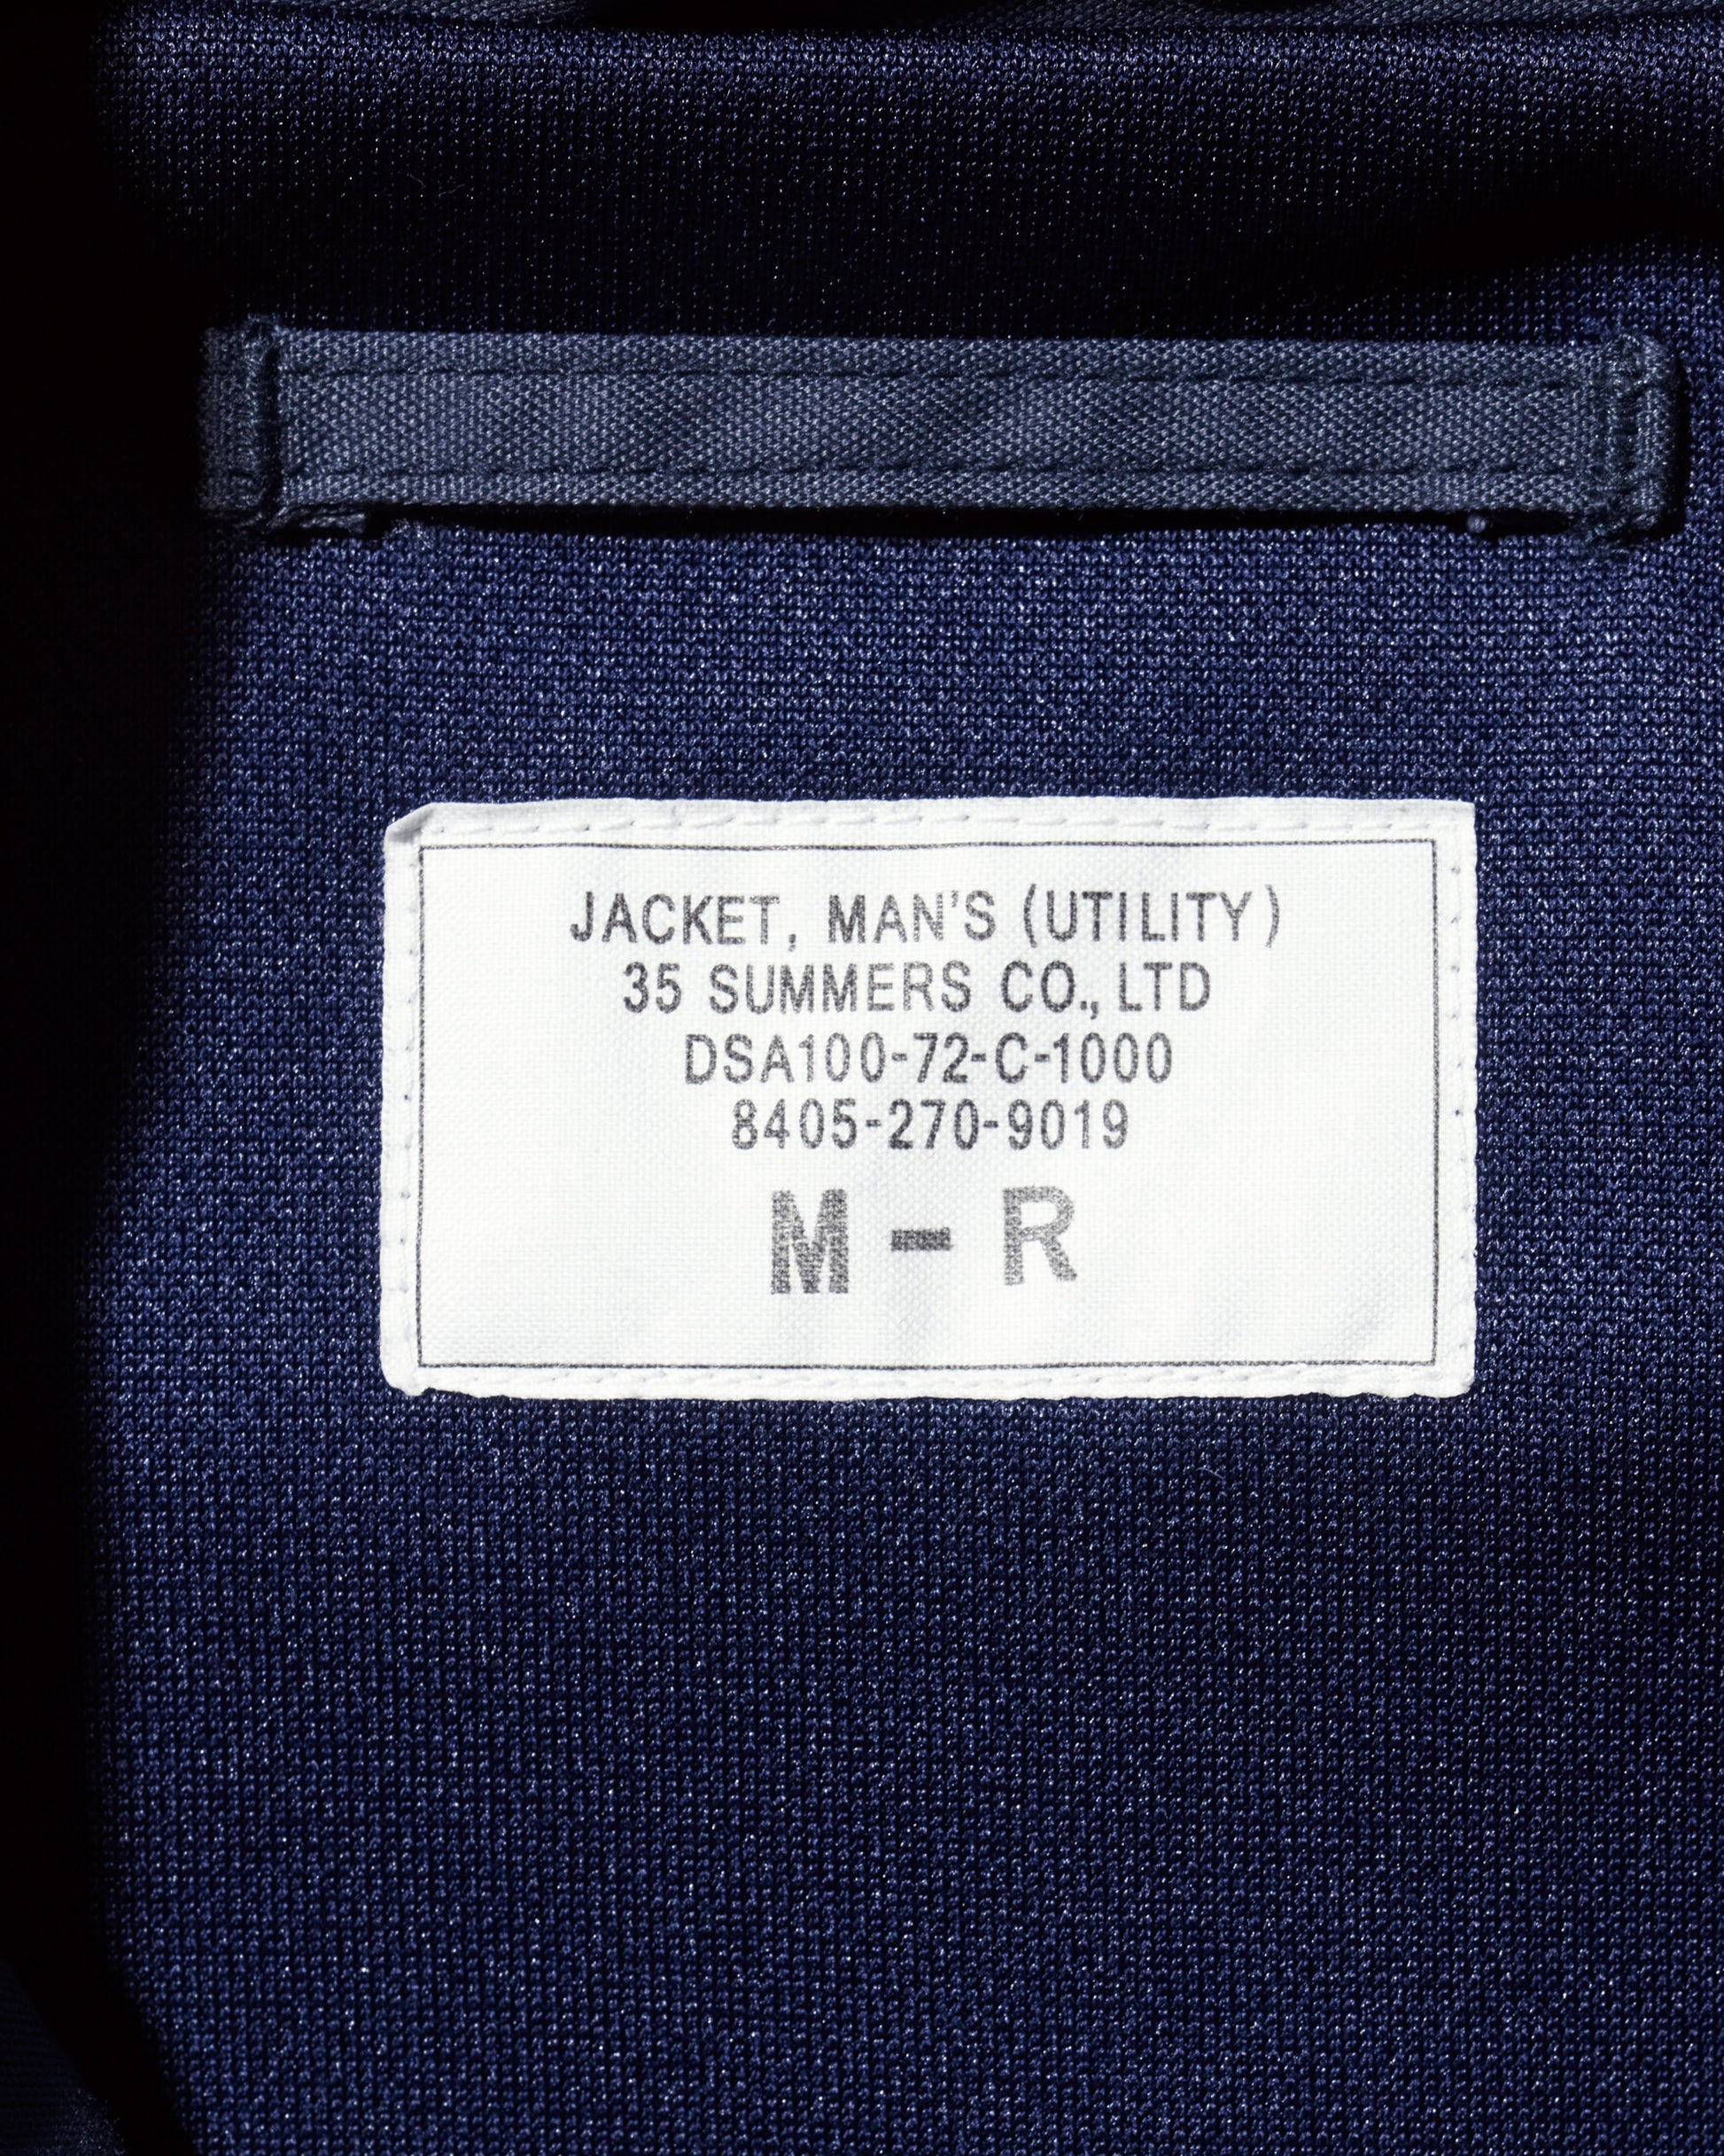 JACKET, MAN'S (UTILITY)
35 SUMMERS CO., LTD
DSA100-72-C-1000
8405-270-9019
M - R